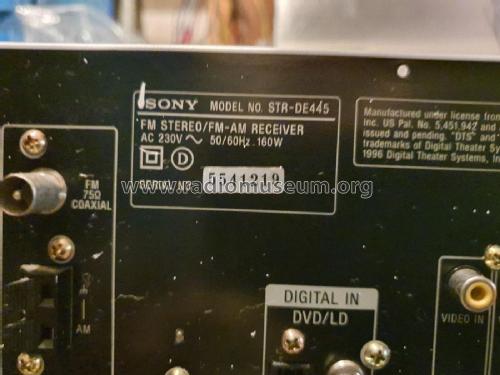 SONY MODEL NO. STR-DE445
FM STEREO/FM-AM RECEIVER
AC 230V ~ 50/60Hz 160W
D
SERIAL NO. 5541219
www.radiomuseum.org
Manufactured under license from
Inc. US Pat. No. 5,451,942 and
issued and pending. "DTS" and
trademarks of Digital Theater Sy
1996 Digital Theater Systems, I
FM
75Ω
COAXIAL
AM
DIGITAL IN
DVD/LD
VIDEO IN